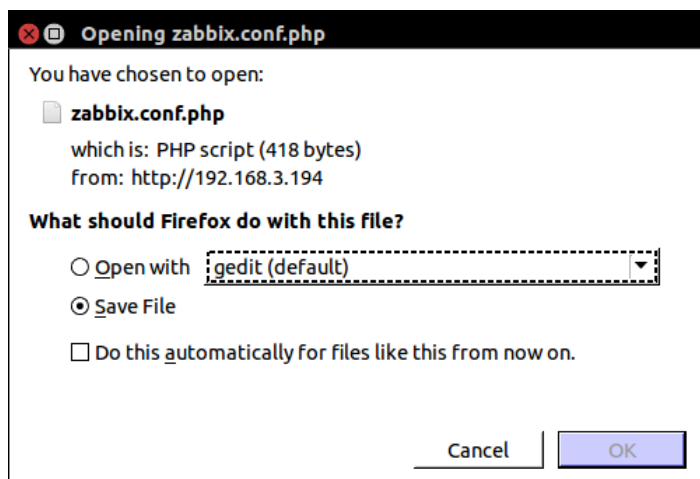 Opening zabbix.conf.php
You have chosen to open:
zabbix.conf.php
which is: PHP script (418 bytes)
from: http://192.168.3.194
What should Firefox do with this file?
Open with gedit (default)
Save File
Do this automatically for files like this from now on.
Cancel OK